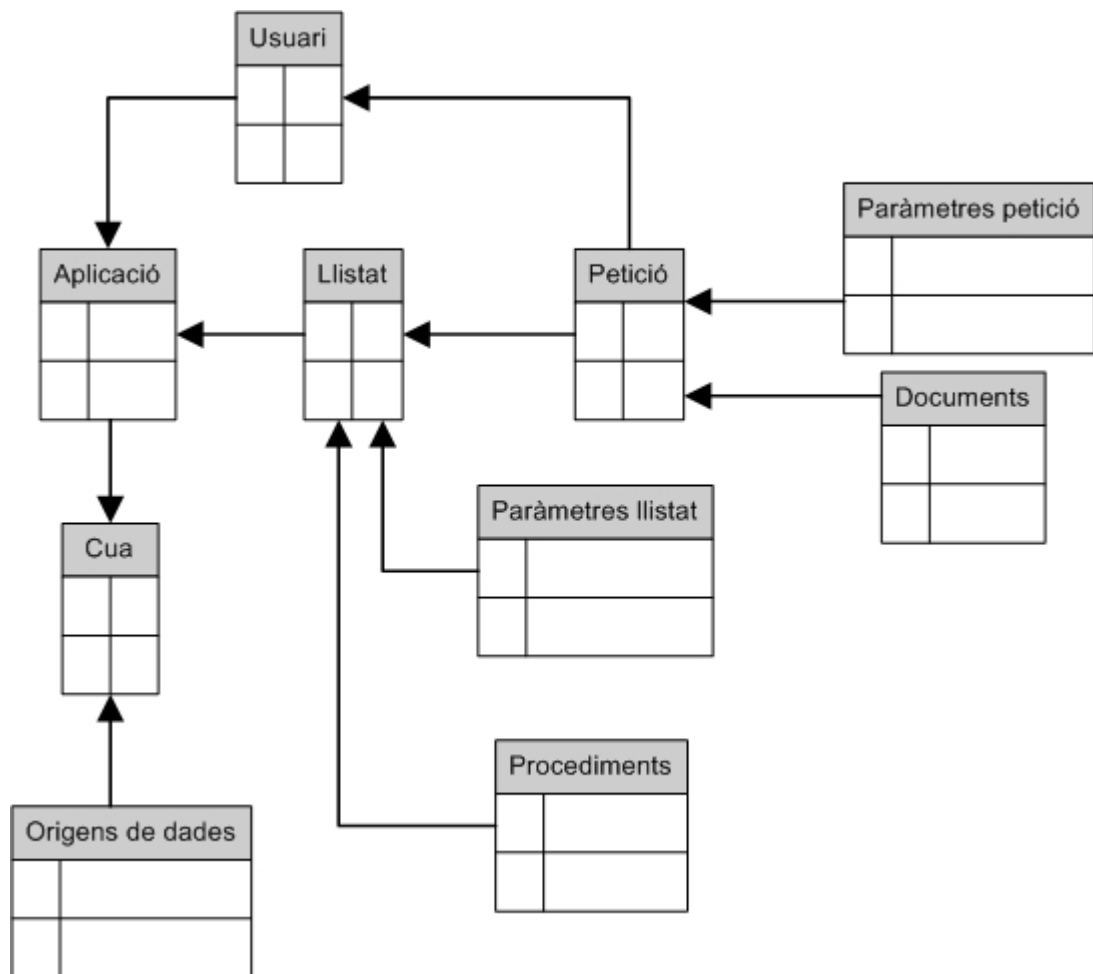 Usuari
Paràmetres petició
Aplicació
Llistat
Petició
Documents
Paràmetres llistat
Cua
Procediments
Origens de dades